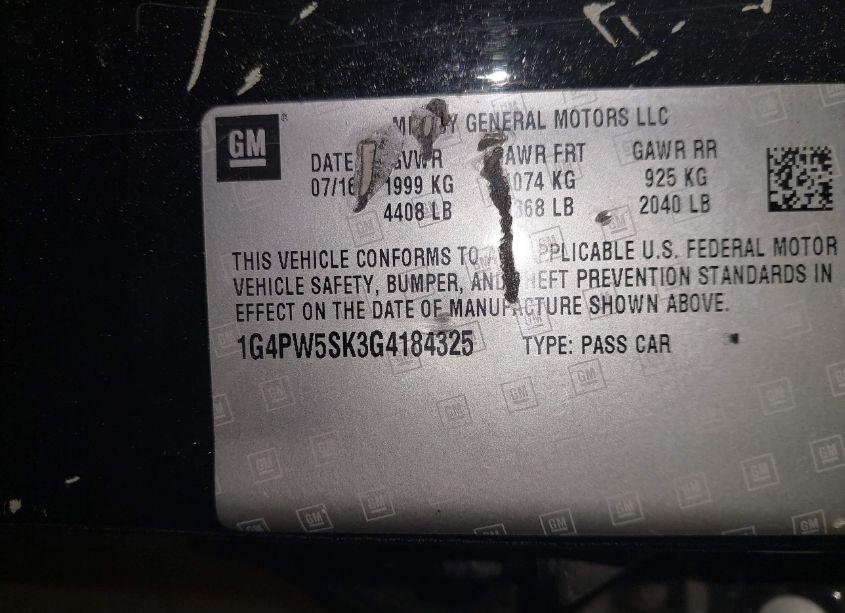 GM
GENERAL MOTORS LLC
DATE GVWR GAWR FRT GAWR RR
07/16 1999 KG 1074 KG 925 KG
4408 LB 2040 LB
THIS VEHICLE CONFORMS TO APPLICABLE U.S. FEDERAL MOTOR
VEHICLE SAFETY, BUMPER, AND THEFT PREVENTION STANDARDS IN
EFFECT ON THE DATE OF MANUFACTURE SHOWN ABOVE.
1G4PW5SK3G4184325 TYPE: PASS CAR